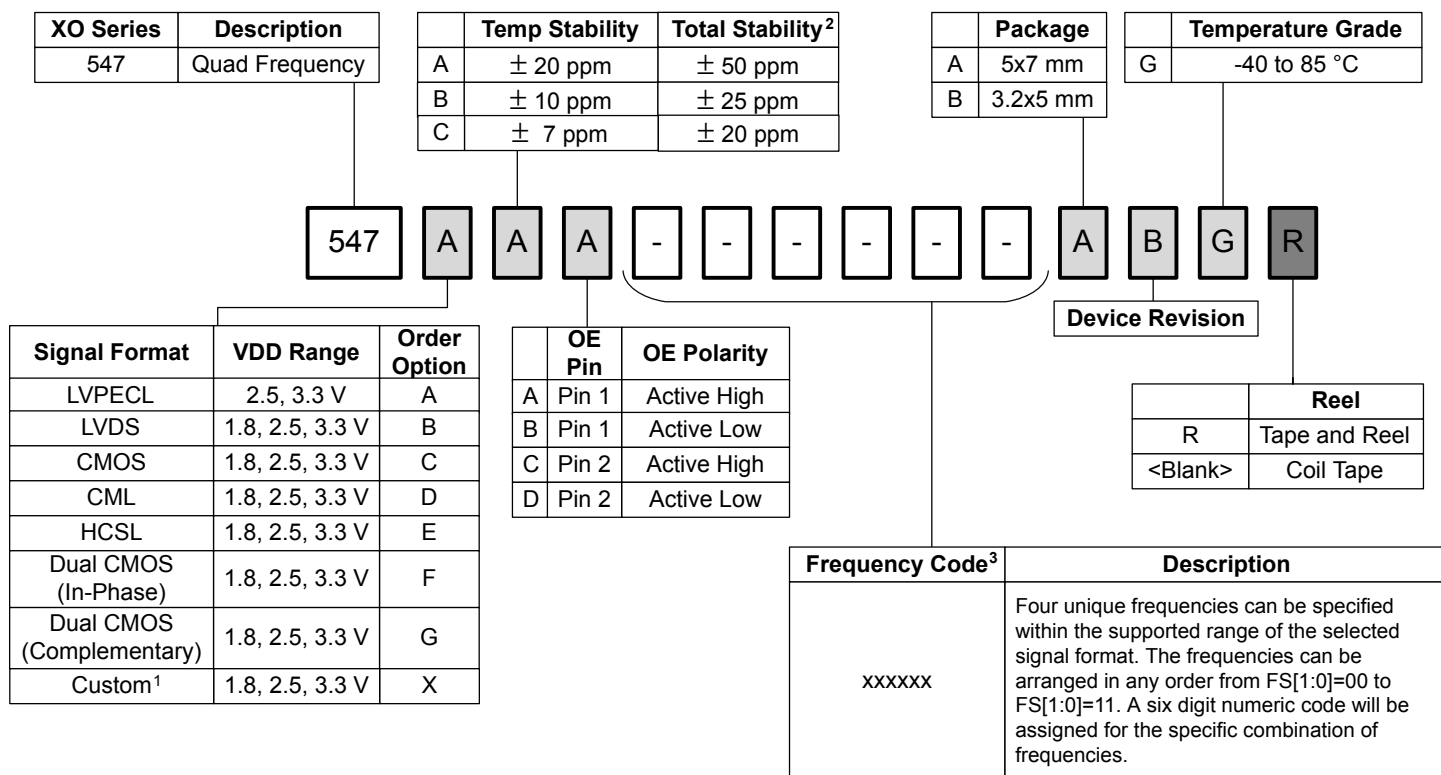 XO Series Description
547 Quad Frequency
Temp Stability Total Stability²
A ± 20 ppm ± 50 ppm
B ± 10 ppm ± 25 ppm
C ± 7 ppm ± 20 ppm
Package
A 5x7 mm
B 3.2x5 mm
Temperature Grade
G -40 to 85 °C
547 A A A - - - - - - A B G R
Device Revision
Signal Format VDD Range Order Option
LVPECL 2.5, 3.3 V A
LVDS 1.8, 2.5, 3.3 V B
CMOS 1.8, 2.5, 3.3 V C
CML 1.8, 2.5, 3.3 V D
HCSL 1.8, 2.5, 3.3 V E
Dual CMOS (In-Phase) 1.8, 2.5, 3.3 V F
Dual CMOS (Complementary) 1.8, 2.5, 3.3 V G
Custom¹ 1.8, 2.5, 3.3 V X
OE Pin OE Polarity
A Pin 1 Active High
B Pin 1 Active Low
C Pin 2 Active High
D Pin 2 Active Low
Reel
R Tape and Reel
<Blank> Coil Tape
Frequency Code³ Description
xxxxxx
Four unique frequencies can be specified
within the supported range of the selected
signal format. The frequencies can be
arranged in any order from FS[1:0]=00 to
FS[1:0]=11. A six digit numeric code will be
assigned for the specific combination of
frequencies.